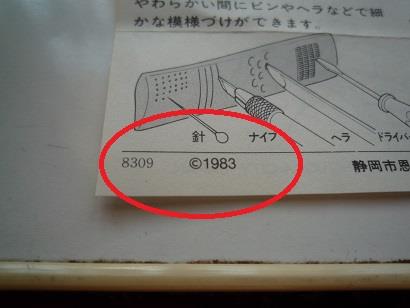 やわらかい間にピンやヘラなどで細
かな模様づけができます。
針 ナイフ ヘラ ドライバー
8309 ©1983 静岡市恩